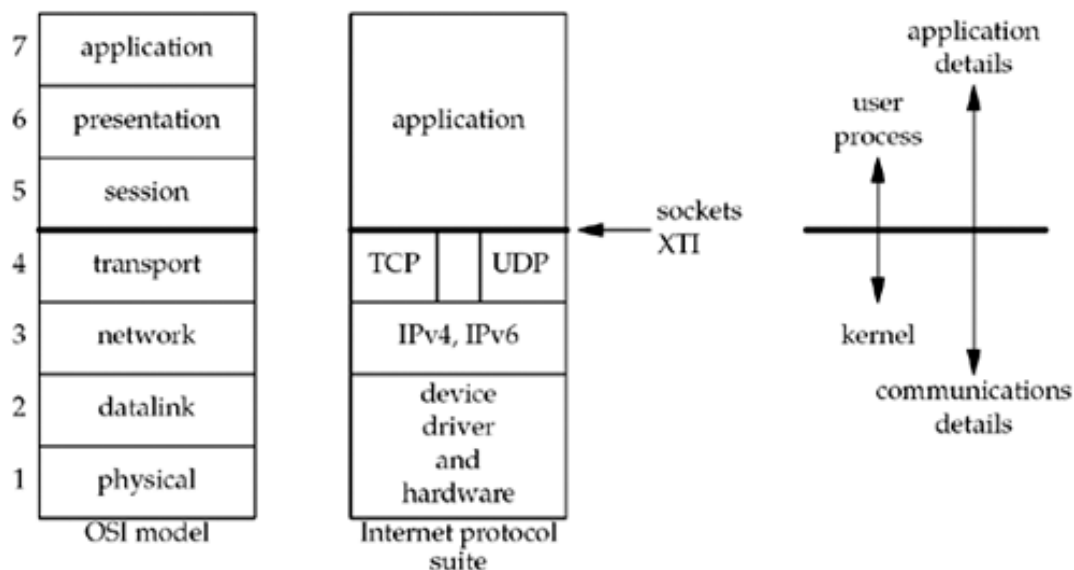 7
application
6
presentation
5
session
4
transport
3
network
2
datalink
1
physical
OSI model
application
TCP
UDP
IPv4, IPv6
device
driver
and
hardware
Internet protocol
suite
sockets
XTI
application
details
user
process
kernel
communications
details